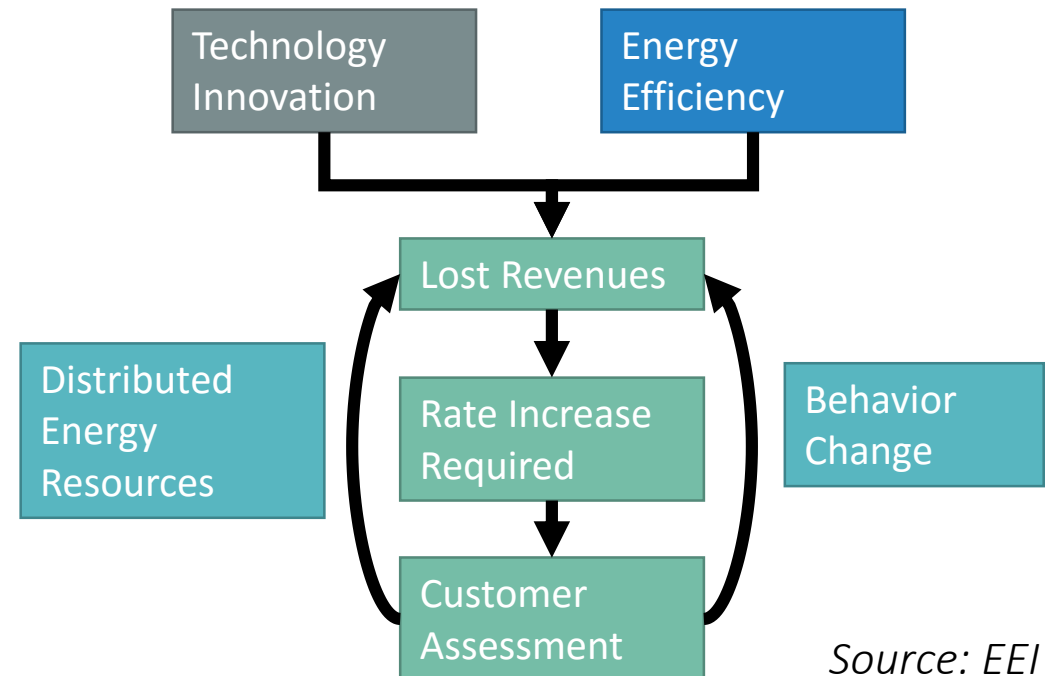 Technology
Innovation
Energy
Efficiency
Lost Revenues
Distributed
Energy
Resources
Rate Increase
Required
Behavior
Change
Customer
Assessment
Source: EEI